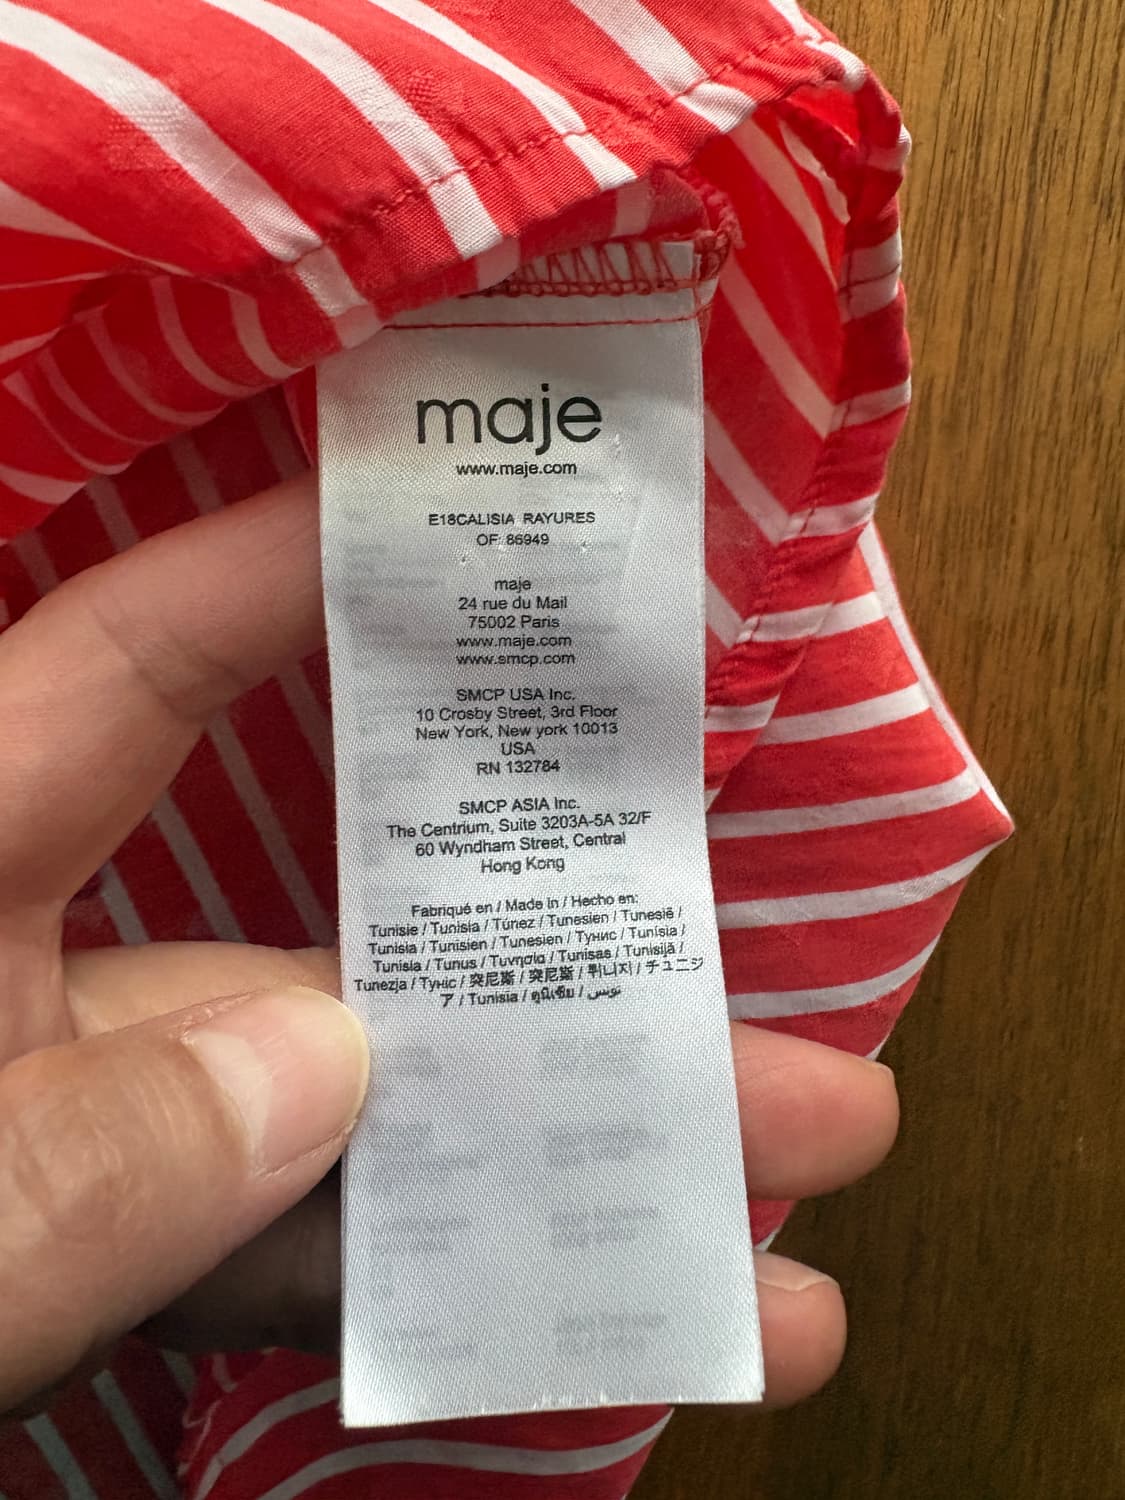 maje
www.maje.com
E18CALISIA RAYURES
OF: 86949
maje
24 rue du Mail
75002 Paris
www.maje.com
www.smcp.com
SMCP USA Inc.
10 Crosby Street, 3rd Floor
New York, New york 10013
USA
RN 132784
SMCP ASIA Inc.
The Centrium, Suite 3203A-5A 32/F
60 Wyndham Street, Central
Hong Kong
Fabriqué en / Made in / Hecho en:
Tunisie / Tunisia / Túnez / Tunesien / Tunesië /
Tunisia / Tunisien / Tunesien / Тунис / Tunísia /
Tunisia / Tunus / Τυνησία / Tunisas / Tunisijā /
Tunezja / Туніс / 突尼斯 / 突尼斯 / 튀니지 / チュニジ
ア / Tunisia / ตูนิเซีย / تونس